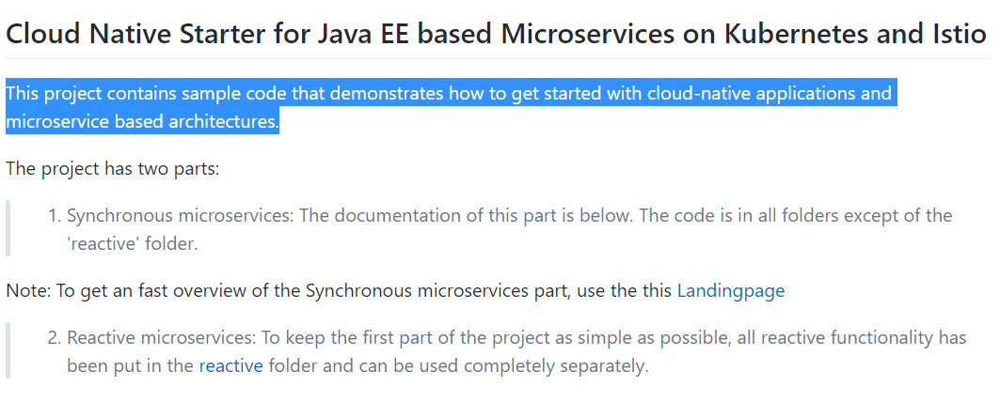 Cloud Native Starter for Java EE based Microservices on Kubernetes and Istio
This project contains sample code that demonstrates how to get started with cloud-native applications and
microservice based architectures.
The project has two parts:
1. Synchronous microservices: The documentation of this part is below. The code is in all folders except of the
'reactive' folder.
Note: To get an fast overview of the Synchronous microservices part, use the this Landingpage
2. Reactive microservices: To keep the first part of the project as simple as possible, all reactive functionality has
been put in the reactive folder and can be used completely separately.